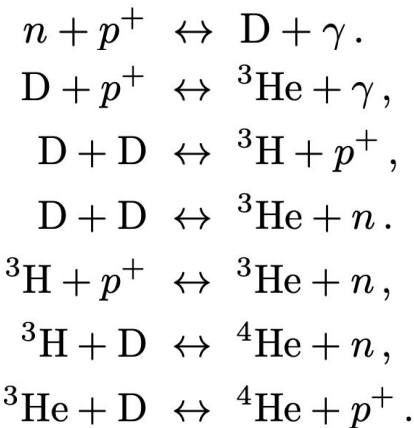 n + p⁺ ↔ D + γ .
D + p⁺ ↔ ³He + γ ,
D + D ↔ ³H + p⁺ ,
D + D ↔ ³He + n .
³H + p⁺ ↔ ³He + n ,
³H + D ↔ ⁴He + n ,
³He + D ↔ ⁴He + p⁺ .